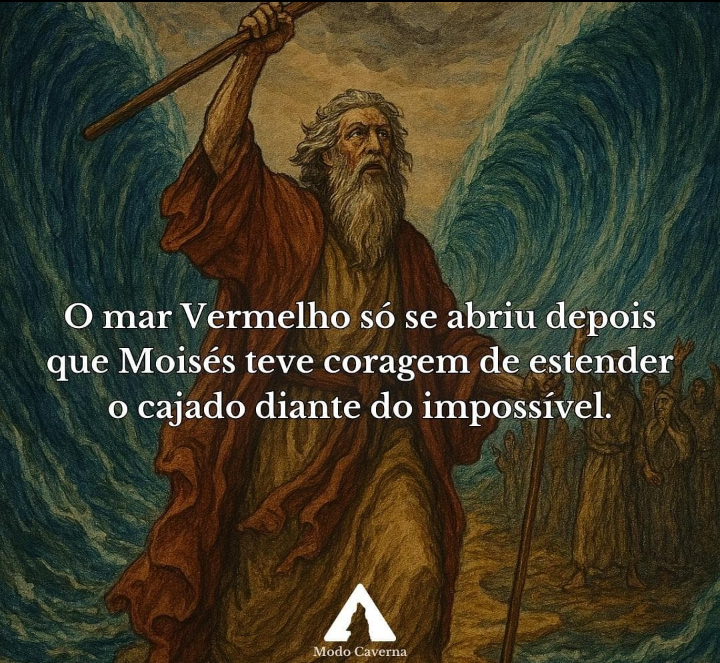 O mar Vermelho só se abriu depois
que Moisés teve coragem de estender
o cajado diante do impossível.
Modo Caverna